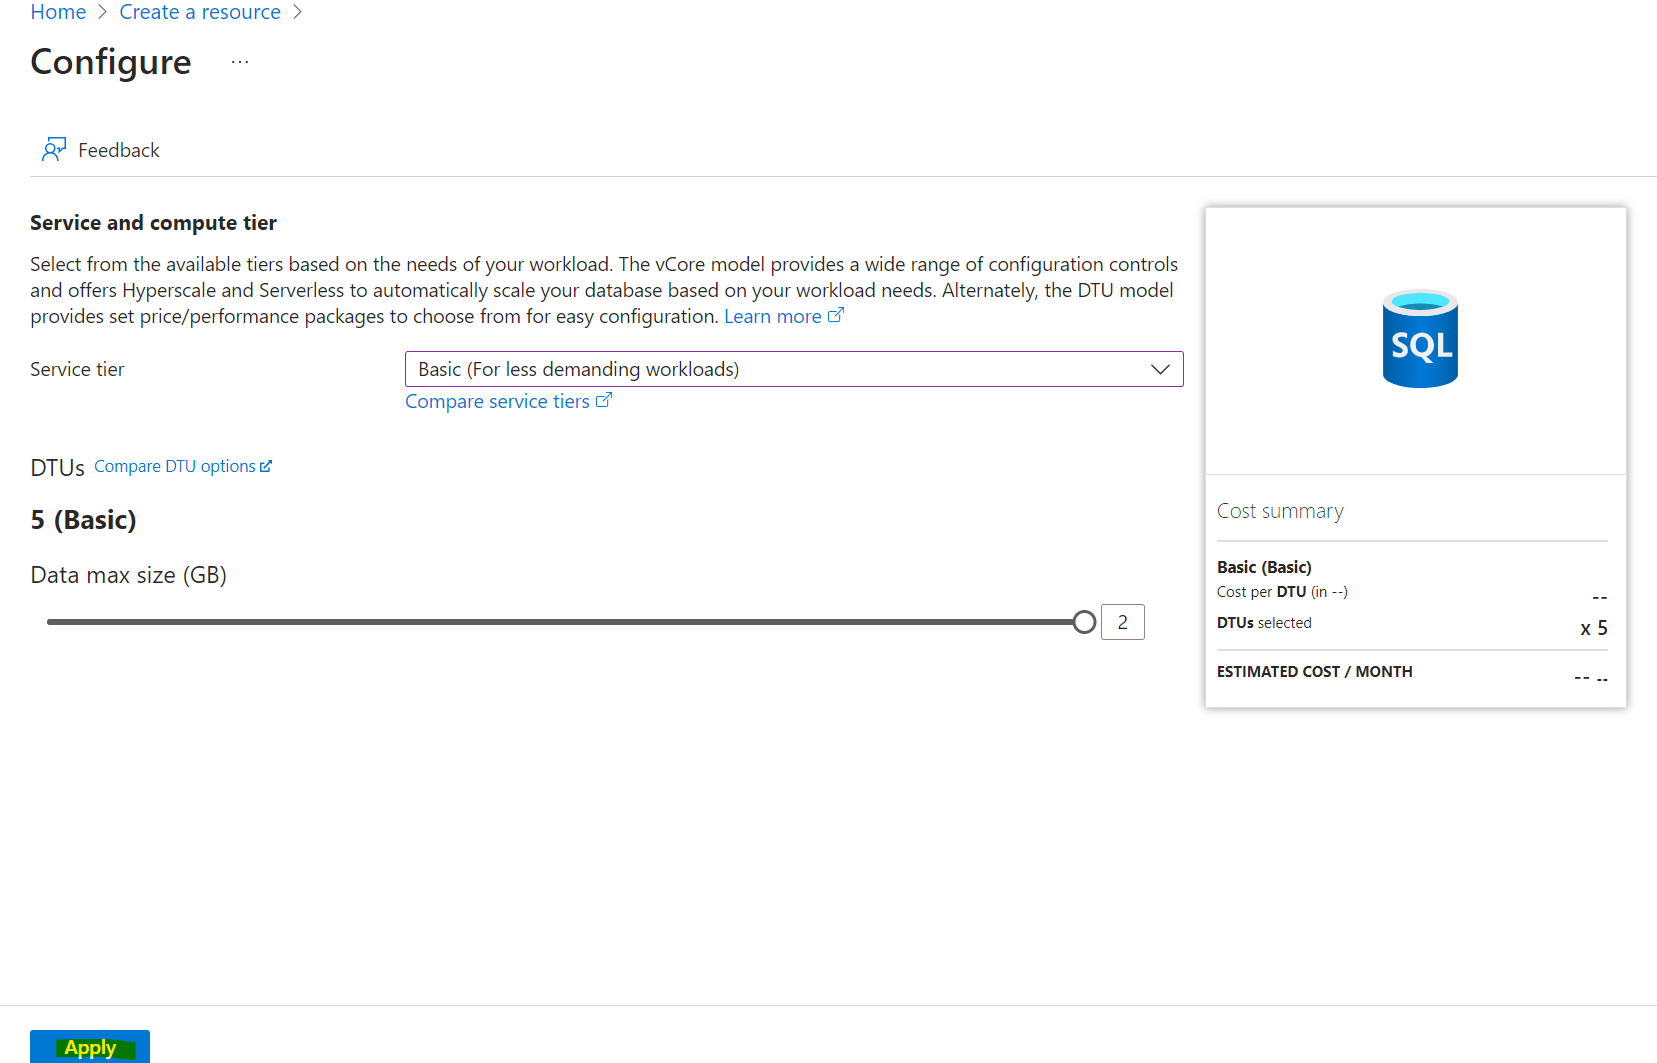 Home > Create a resource >
Configure ...
Feedback
Service and compute tier
Select from the available tiers based on the needs of your workload. The vCore model provides a wide range of configuration controls
and offers Hyperscale and Serverless to automatically scale your database based on your workload needs. Alternately, the DTU model
provides set price/performance packages to choose from for easy configuration. Learn more
Service tier
Basic (For less demanding workloads)
Compare service tiers
DTUs Compare DTU options
5 (Basic)
Data max size (GB)
2
SQL
Cost summary
Basic (Basic)
Cost per DTU (in --) --
DTUs selected x 5
ESTIMATED COST / MONTH -- --
Apply